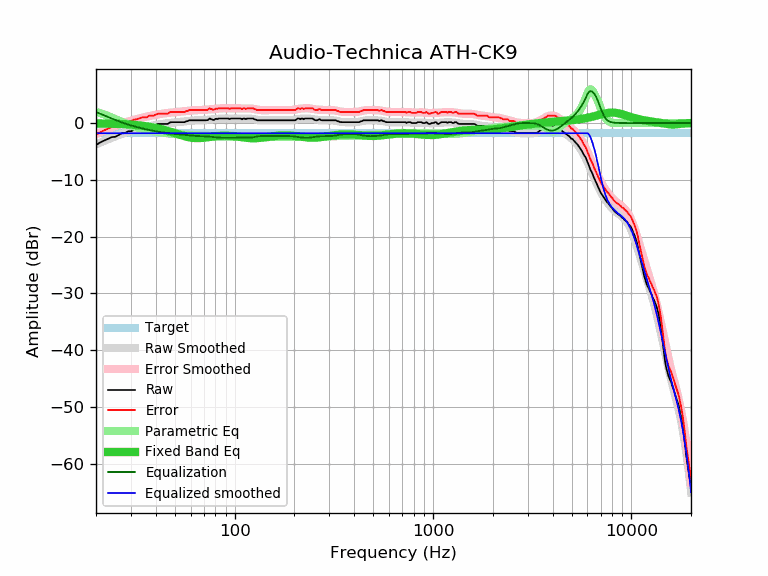 Audio-Technica ATH-CK9
Amplitude (dBr)
0
−10
−20
−30
−40
−50
−60
Target
Raw Smoothed
Error Smoothed
Raw
Error
Parametric Eq
Fixed Band Eq
Equalization
Equalized smoothed
100 1000 10000
Frequency (Hz)